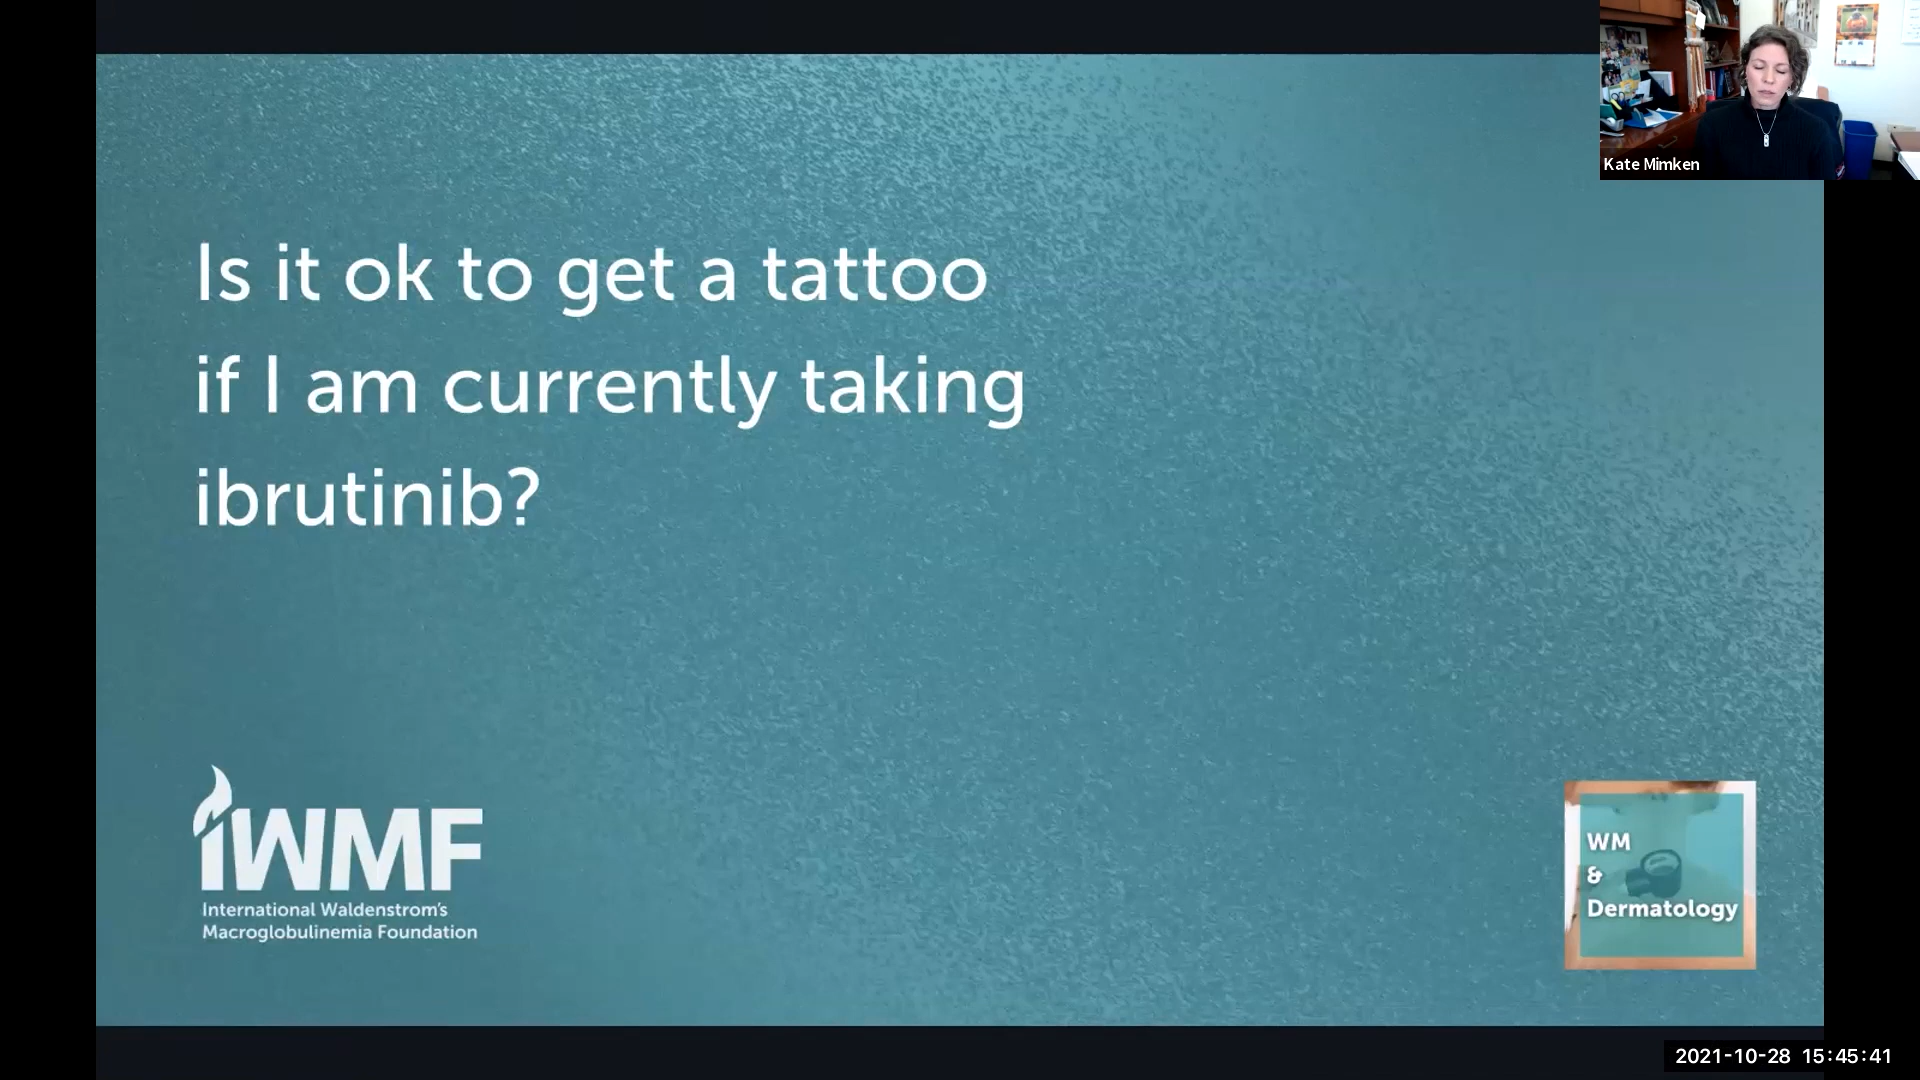 Kate Mimken
Is it ok to get a tattoo
if I am currently taking
ibrutinib?
IWMF
International Waldenstrom's
Macroglobulinemia Foundation
WM
&
Dermatology
2021-10-28 15:45:41